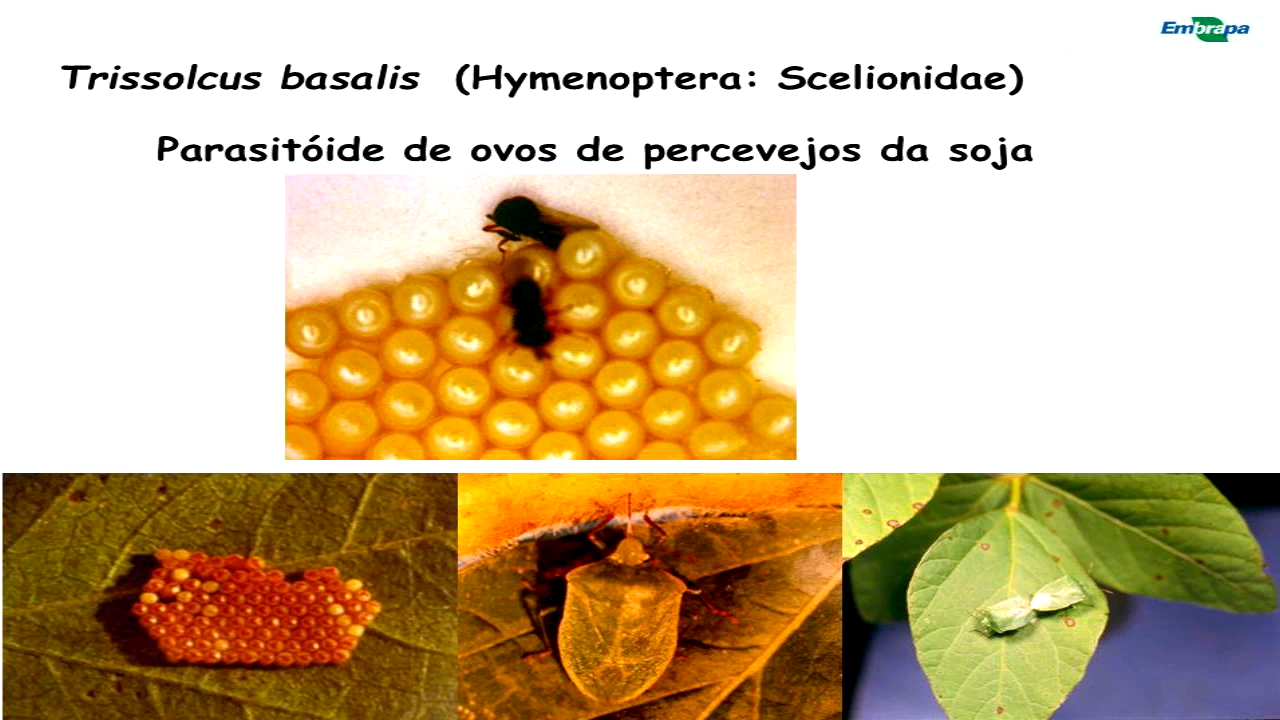 Embrapa
Trissolcus basalis (Hymenoptera: Scelionidae)
Parasitóide de ovos de percevejos da soja